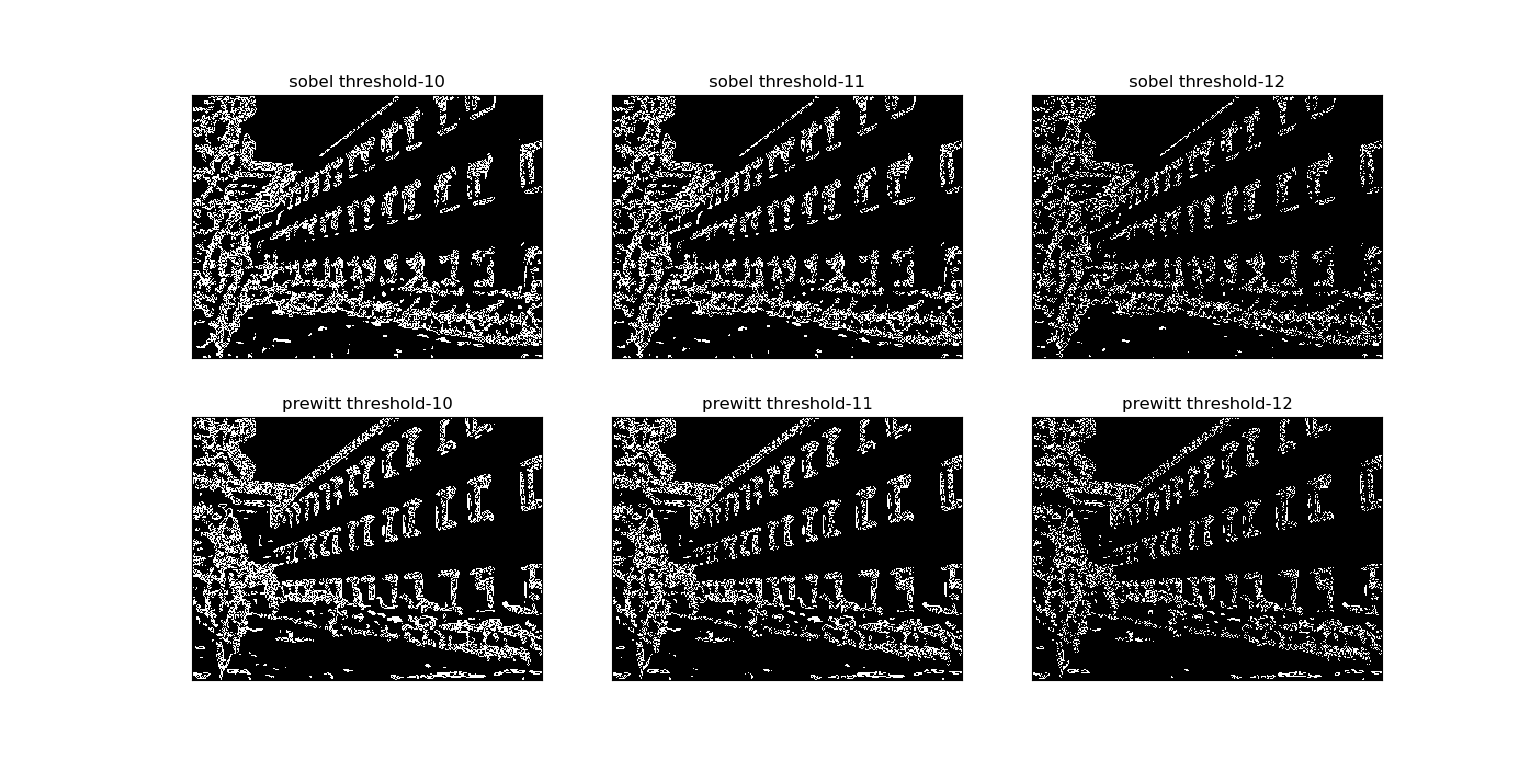 sobel threshold-10
sobel threshold-11
sobel threshold-12
prewitt threshold-10
prewitt threshold-11
prewitt threshold-12